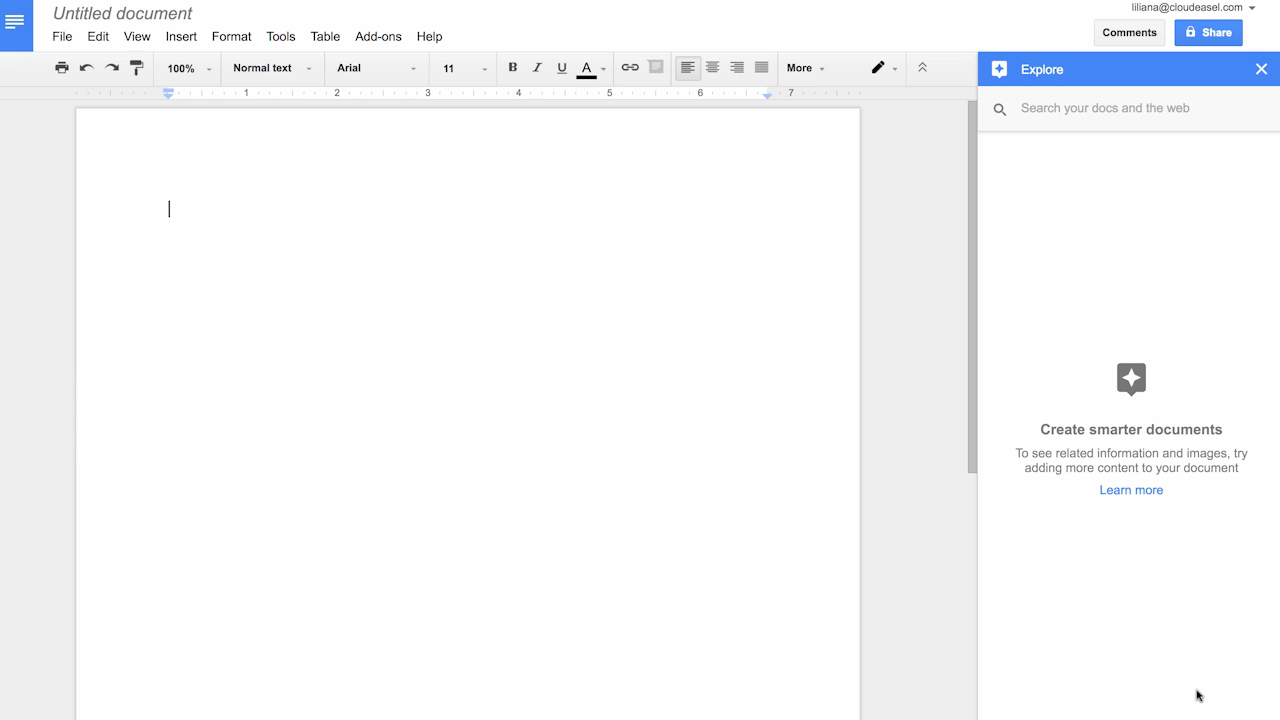 Untitled document
liliana@cloudeasel.com
File Edit View Insert Format Tools Table Add-ons Help
Comments Share
100% Normal text Arial 11 B I U A More
Explore
1 2 3 4 5 6 7
Search your docs and the web
Create smarter documents
To see related information and images, try
adding more content to your document
Learn more